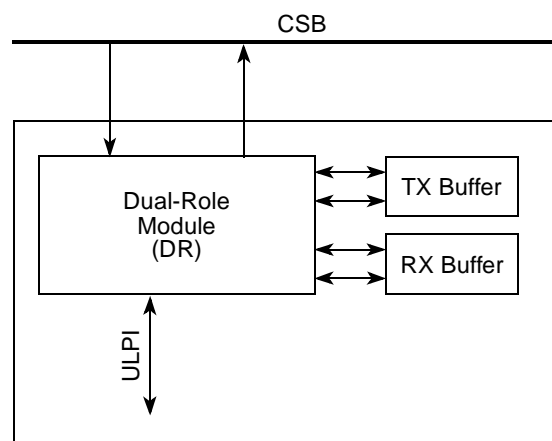 CSB
Dual-Role
Module
(DR)
TX Buffer
RX Buffer
ULPI